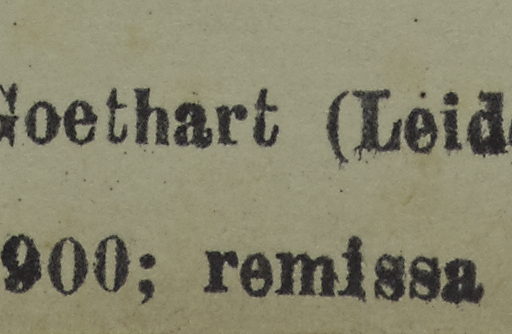 Goethart (Leid
900; remissa